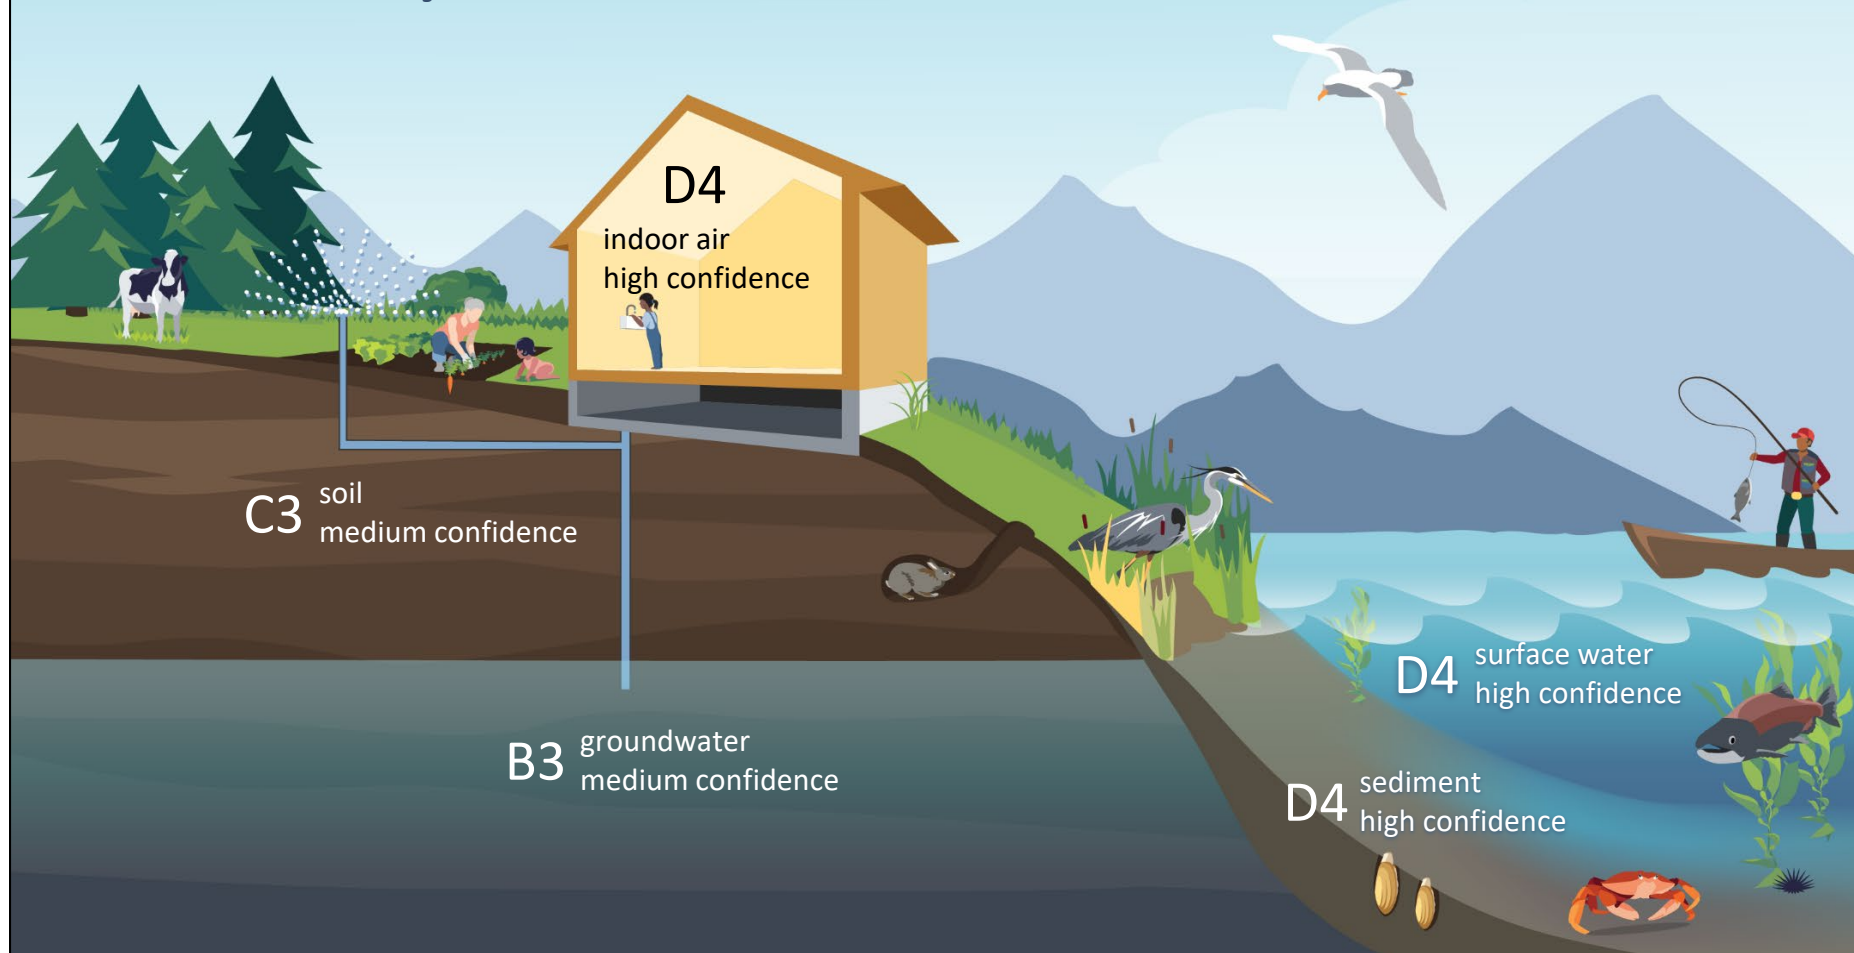 D4
indoor air
high confidence
C3
soil
medium confidence
D4
surface water
high confidence
B3
groundwater
medium confidence
D4
sediment
high confidence